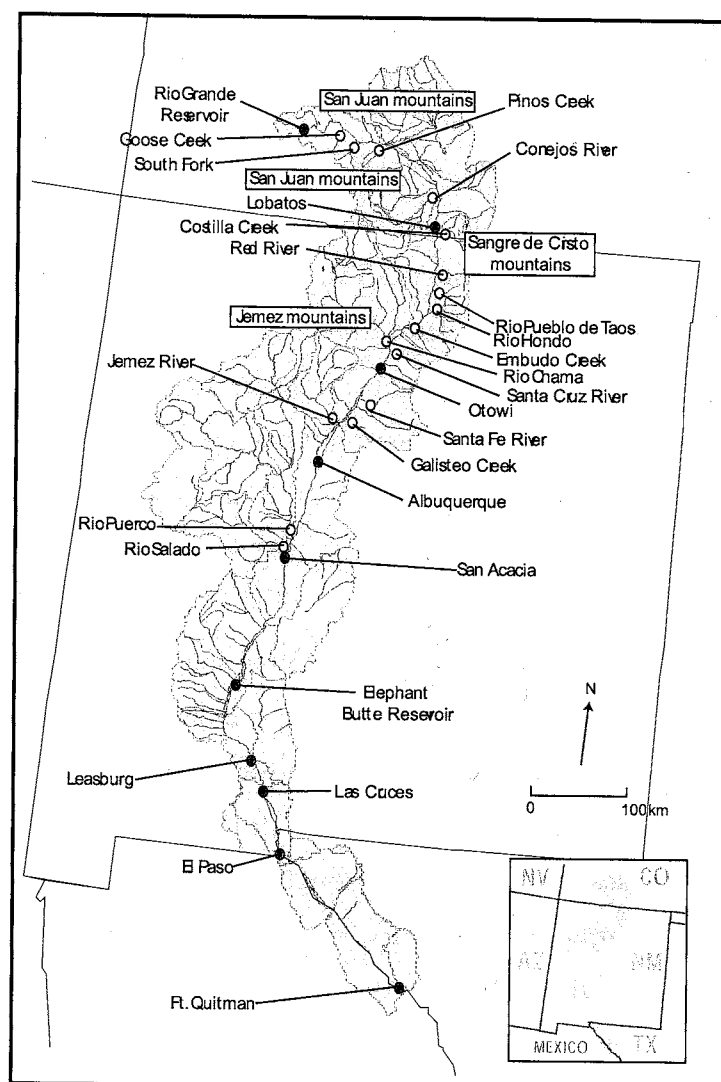 San Juan mountains
Rio Grande
Reservoir
Pinos Creek
Goose Ceek
South Fork
Conejos River
San Juan mountains
Lobatos
Costilla Creek
Red River
Sangre de Cristo
mountains
Jemez mountains
Rio Pueblo de Taos
Rio Hondo
Embudo Creek
Rio Chama
Jemez River
Santa Cruz River
Otowi
Santa Fe River
Galisteo Creek
Albuquerque
Rio Puerco
Rio Salado
San Acacia
Elephant
Butte Reservoir
N
Leasburg
Las Cruces
0 100 km
El Paso
Ft. Quitman
NV CO
AZ NM
MEXICO TX